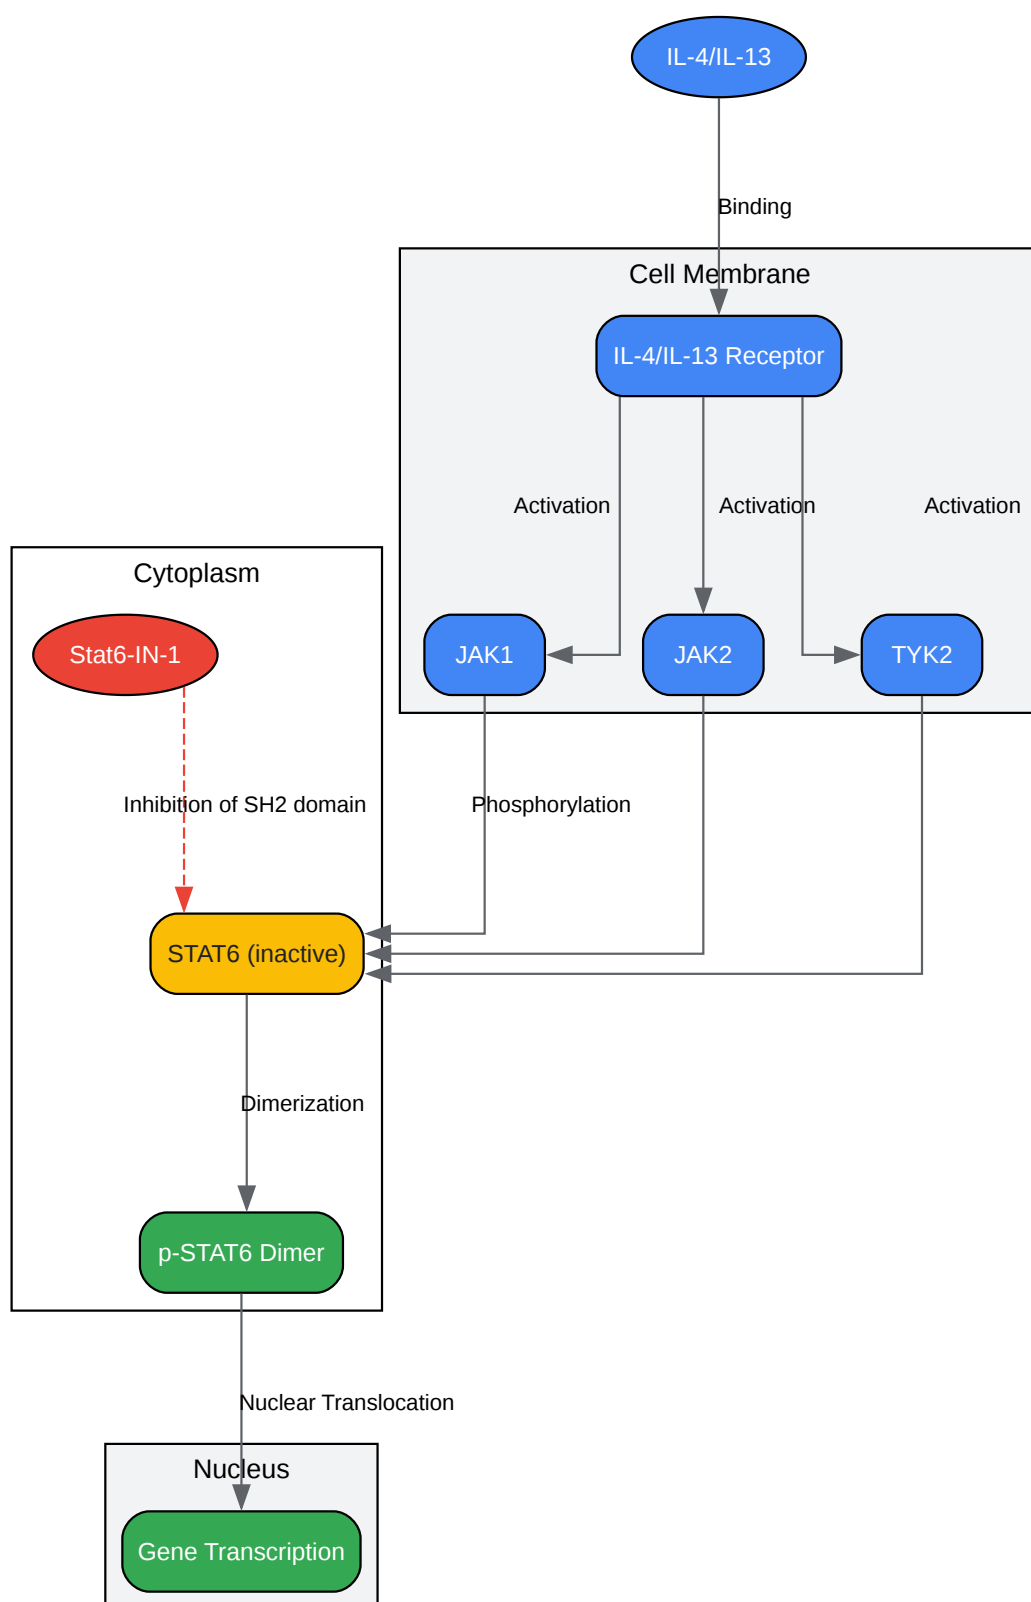 IL-4/IL-13
Binding
Cell Membrane
IL-4/IL-13 Receptor
Activation
Activation
Activation
Cytoplasm
Stat6-IN-1
JAK1
JAK2
TYK2
Inhibition of SH2 domain
Phosphorylation
STAT6 (inactive)
Dimerization
p-STAT6 Dimer
Nuclear Translocation
Nucleus
Gene Transcription